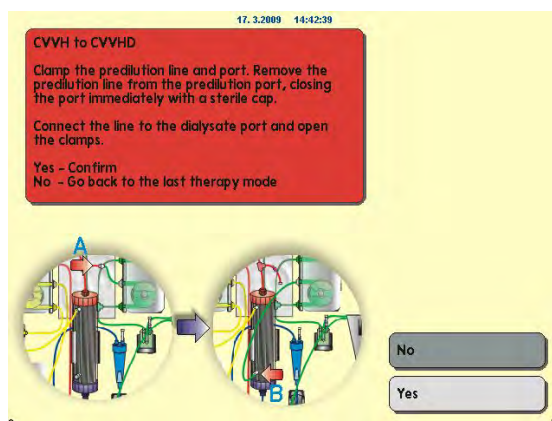 17. 3.2009 14:42:39
CVVH to CVVHD
Clamp the predilution line and port. Remove the
predilution line from the predilution port, closing
the port immediately with a sterile cap.
Connect the line to the dialysate port and open
the clamps.
Yes - Confirm
No - Go back to the last therapy mode
A
B
No
Yes